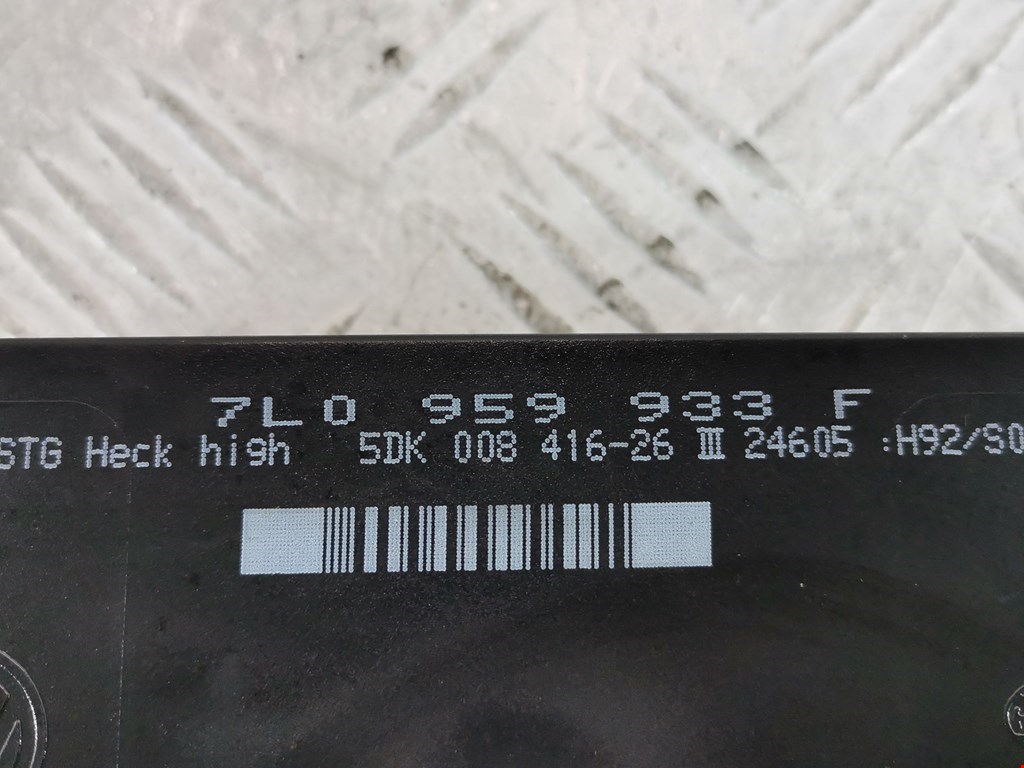 7L0 959 933 F
STG Heck high 5DK 008 416-26 III 24605 :H92/S0